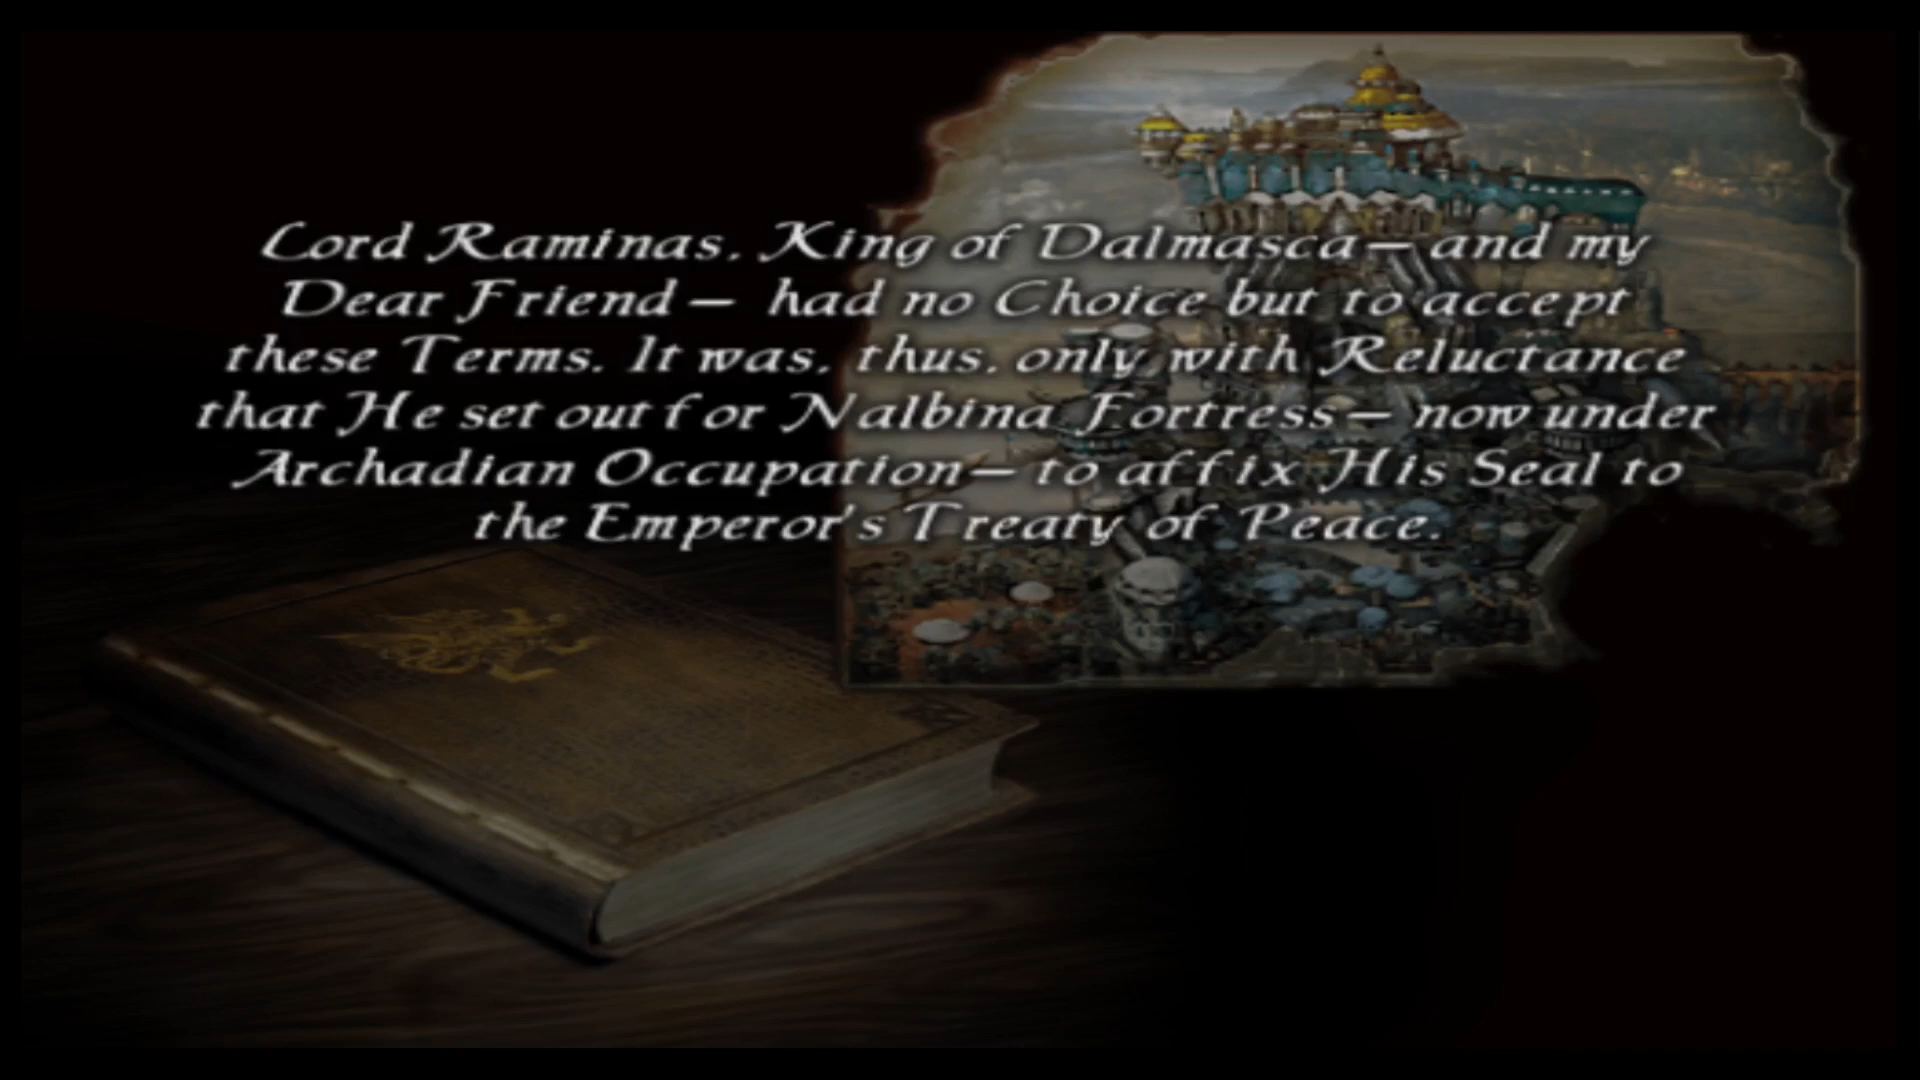 Lord Raminas, King of Dalmasca—and my
Dear Friend— had no Choice but to accept
these Terms. It was, thus, only with Reluctance
that He set out for Nalbina Fortress—now under
Archadian Occupation—to affix His Seal to
the Emperor's Treaty of Peace.